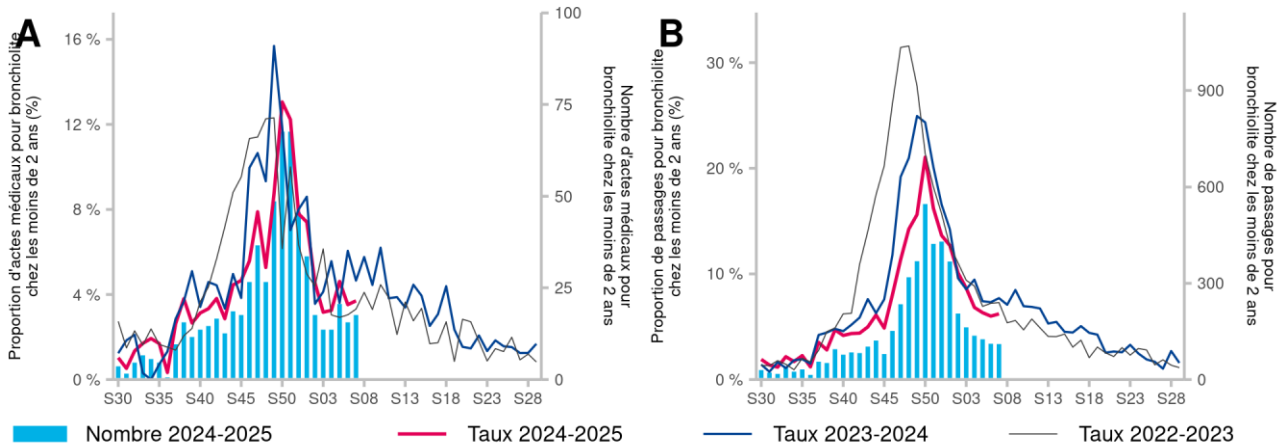 A
Proportion d'actes médicaux pour bronchiolite
chez les moins de 2 ans (%)
16 %
12 %
8 %
4 %
0 %
100
75
50
25
0
Nombre d'actes médicaux pour
bronchiolite chez les moins de 2 ans
S30 S35 S40 S45 S50 S03 S08 S13 S18 S23 S28
B
Proportion de passages pour bronchiolite
chez les moins de 2 ans (%)
30 %
20 %
10 %
0 %
900
600
300
0
Nombre de passages pour
bronchiolite chez les moins de 2 ans
S30 S35 S40 S45 S50 S03 S08 S13 S18 S23 S28
Nombre 2024-2025 Taux 2024-2025 Taux 2023-2024 Taux 2022-2023